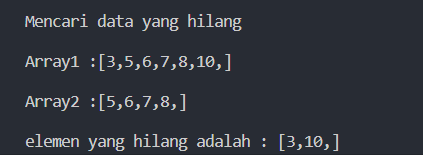 Mencari data yang hilang
Array1 :[3,5,6,7,8,10,]
Array2 :[5,6,7,8,]
elemen yang hilang adalah : [3,10,]